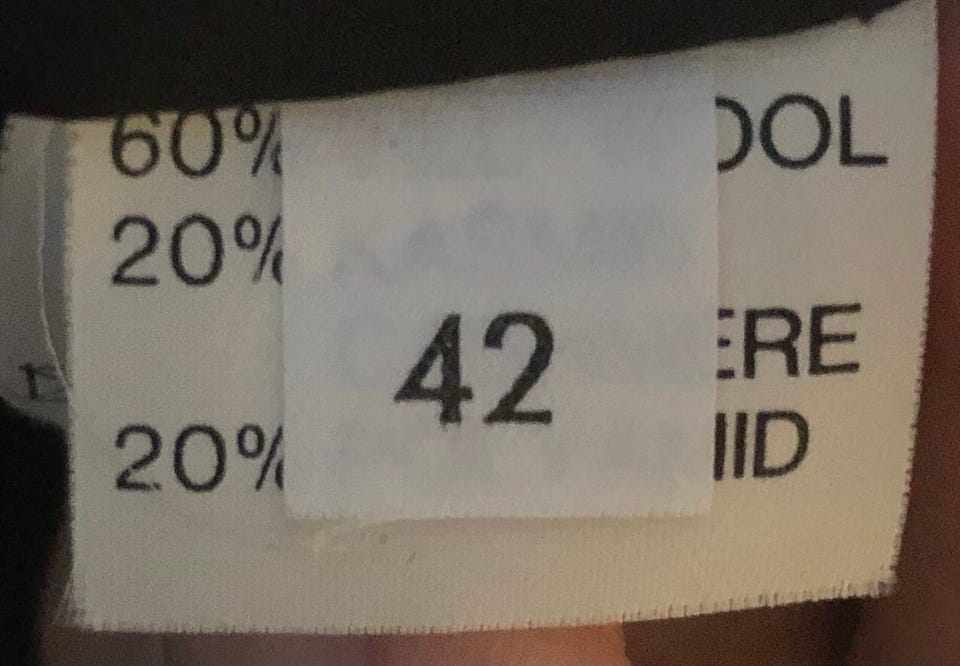 60% OOL
20%
42 ERE
20% IID